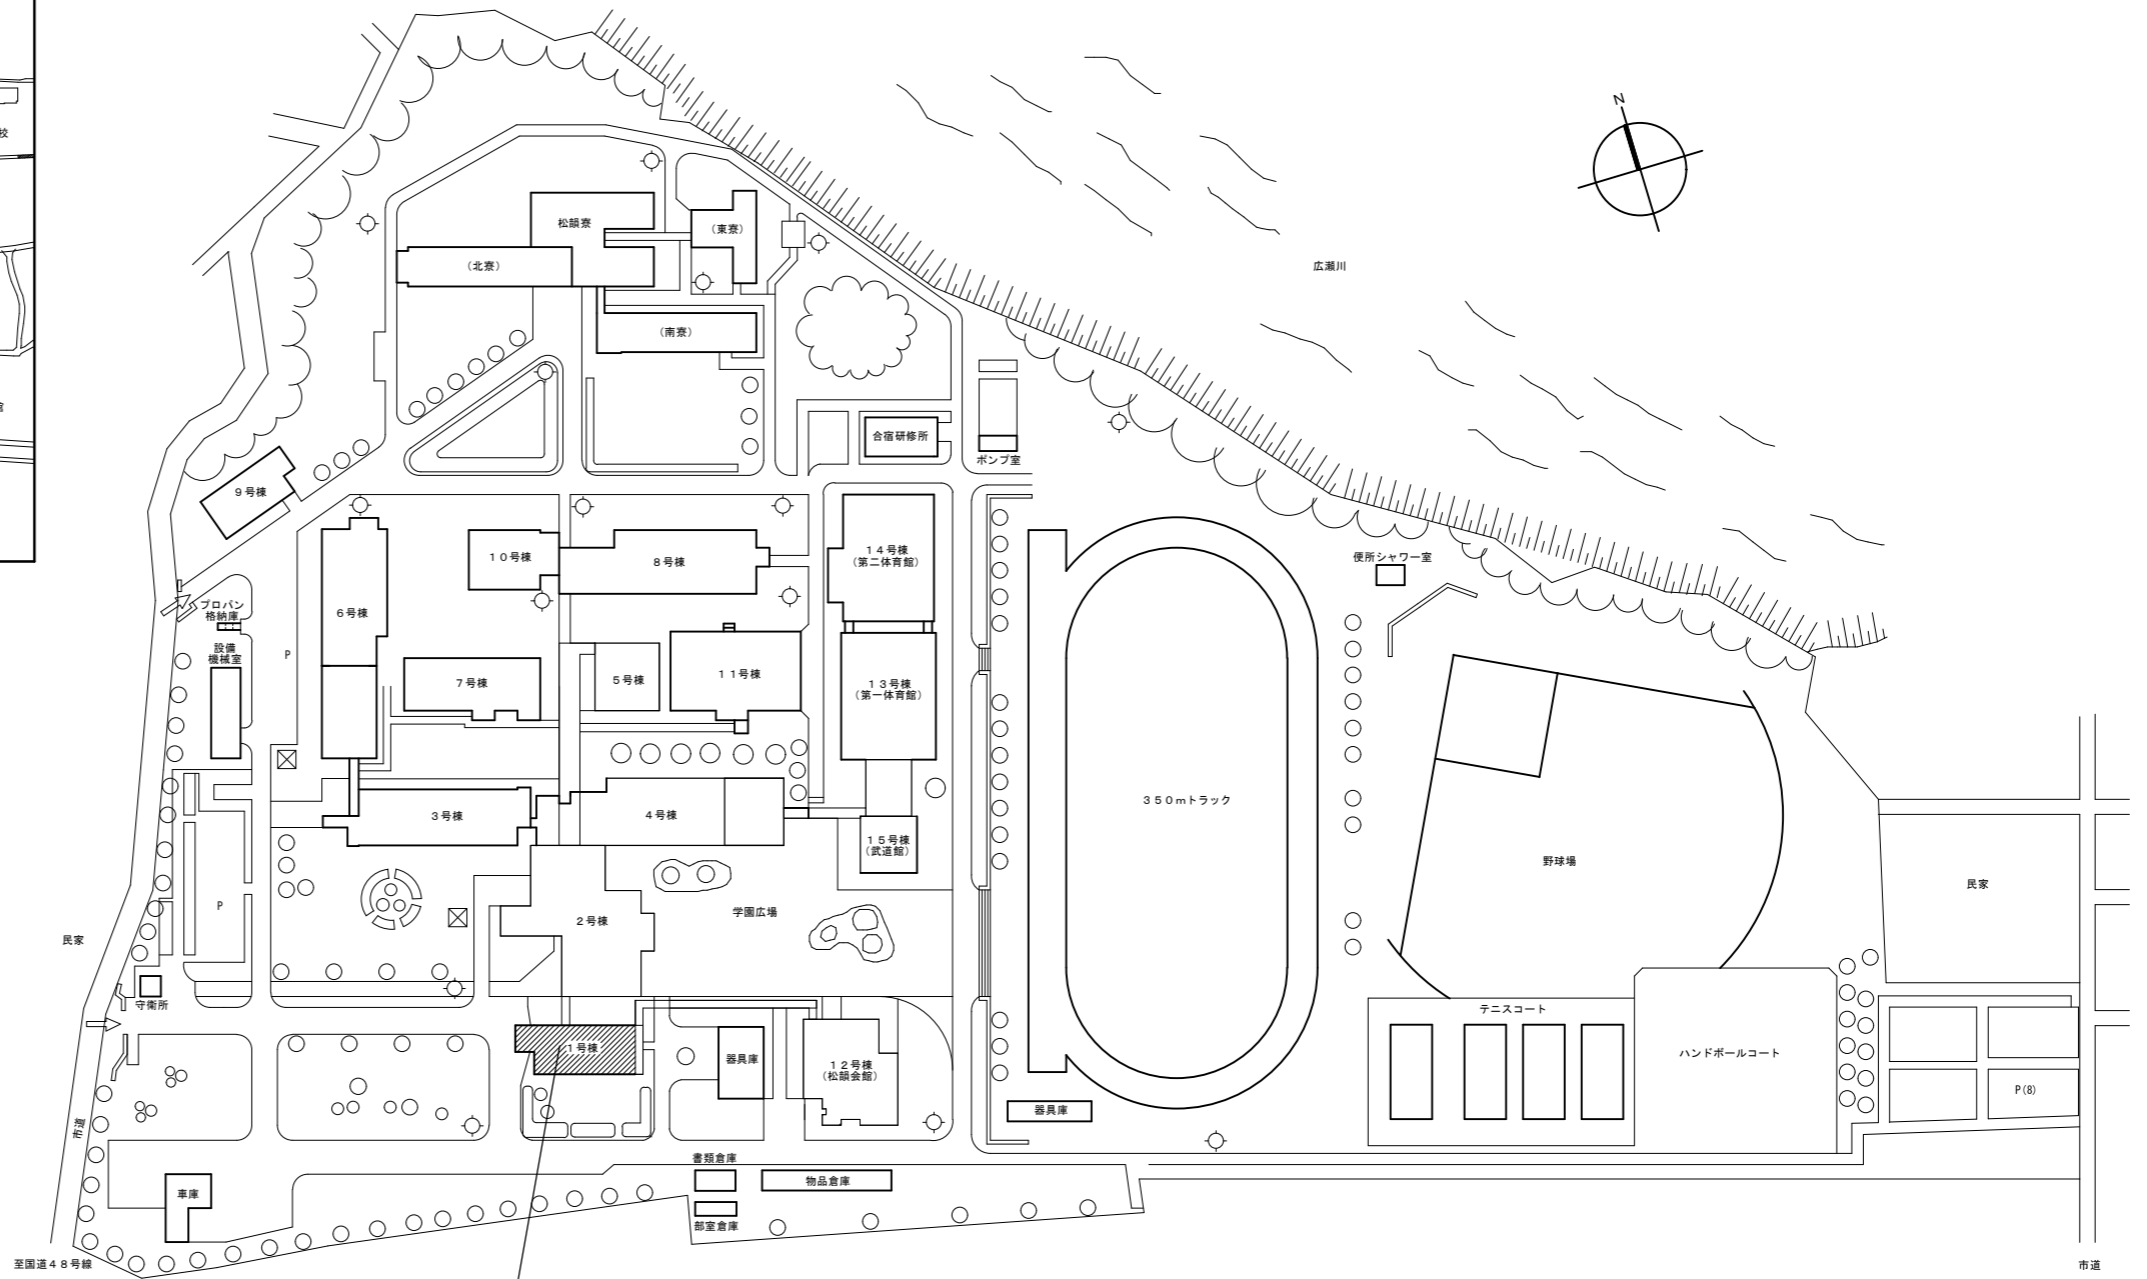 校
館
N
広瀬川
松韻寮
(東寮)
(北寮)
(南寮)
合宿研修所
ポンプ室
9号棟
10号棟
8号棟
14号棟
(第二体育館)
便所シャワー室
プロパン
格納庫
6号棟
設備
機械室
P
7号棟
5号棟
11号棟
13号棟
(第一体育館)
350mトラック
3号棟
4号棟
15号棟
(武道館)
野球場
民家
P
2号棟
学園広場
民家
守衛所
テニスコート
1号棟
器具庫
12号棟
(松韻会館)
ハンドボールコート
P(8)
器具庫
市道
書類倉庫
車庫
物品倉庫
部室倉庫
至国道48号線
市道